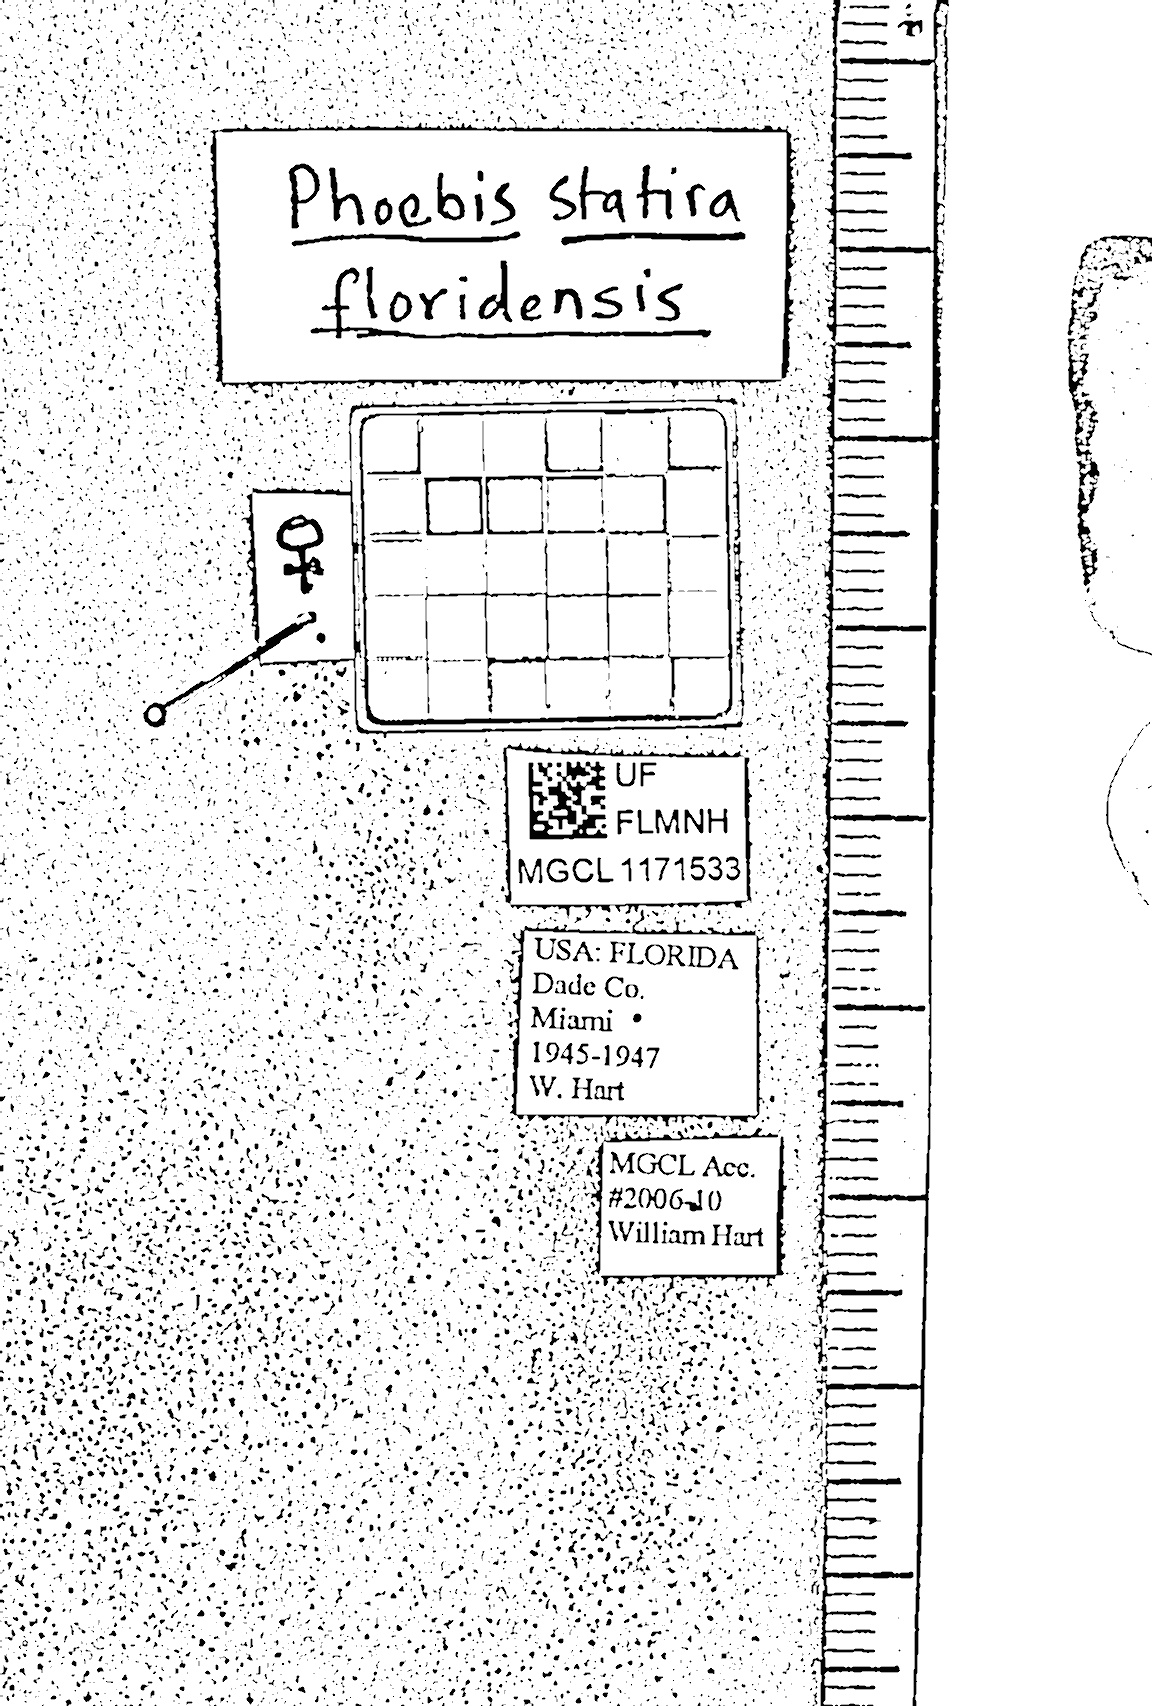 Phoebis statira
floridensis
♀
UF
FLMNH
MGCL 1171533
USA: FLORIDA
Dade Co.
Miami
1945-1947
W. Hart
MGCL Acc.
#2006-10
William Hart